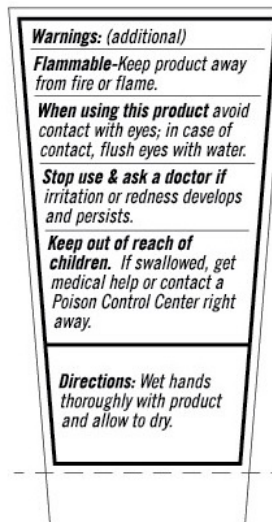 Warnings: (additional)
Flammable-Keep product away
from fire or flame.
When using this product avoid
contact with eyes; in case of
contact, flush eyes with water.
Stop use & ask a doctor if
irritation or redness develops
and persists.
Keep out of reach of
children. If swallowed, get
medical help or contact a
Poison Control Center right
away.
Directions: Wet hands
thoroughly with product
and allow to dry.